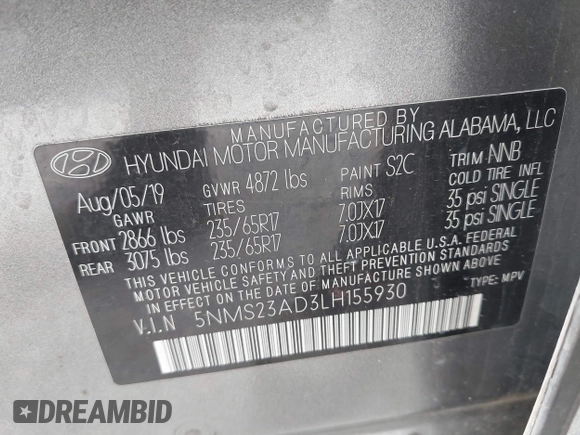 MANUFACTURED BY
HYUNDAI MOTOR MANUFACTURING ALABAMA, LLC
Aug/05/19 GVWR 4872 lbs PAINT S2C TRIM NNB
GAWR TIRES RIMS COLD TIRE INFL
FRONT 2866 lbs 235/65R17 7.0JX17 35 psi SINGLE
REAR 3075 lbs 235/65R17 7.0JX17 35 psi SINGLE
THIS VEHICLE CONFORMS TO ALL APPLICABLE U.S.A. FEDERAL
MOTOR VEHICLE SAFETY, BUMPER, AND THEFT PREVENTION STANDARDS
IN EFFECT ON THE DATE OF MANUFACTURE SHOWN ABOVE.
V.I.N 5NMS23AD3LH155930 TYPE: MPV
DREAMBID